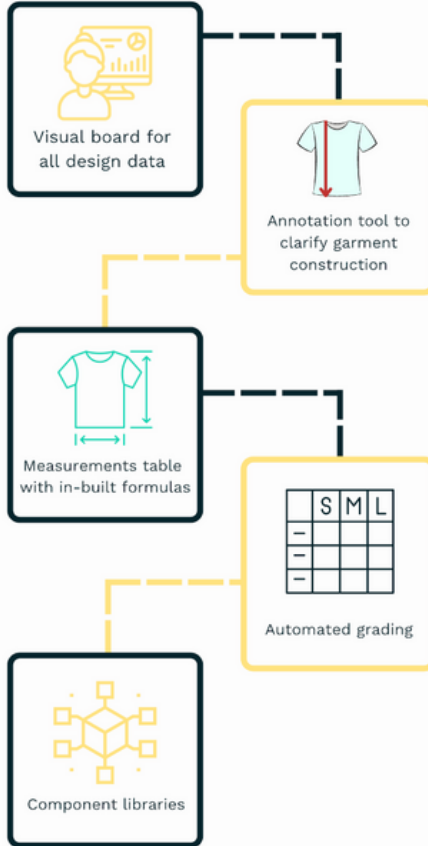 Visual board for
all design data
Annotation tool to
clarify garment
construction
Measurements table
with in-built formulas
S M L
Automated grading
Component libraries